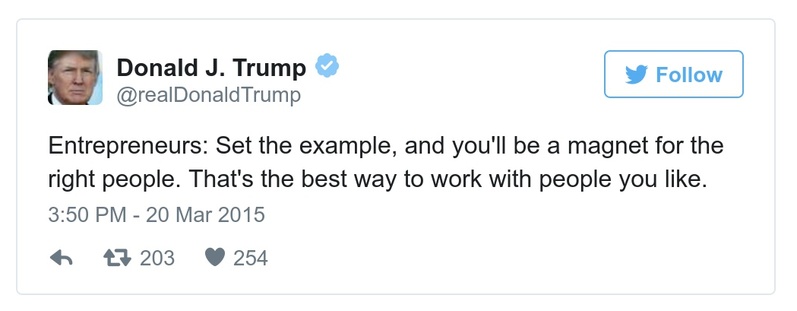 Donald J. Trump
@realDonaldTrump
Follow
Entrepreneurs: Set the example, and you'll be a magnet for the
right people. That's the best way to work with people you like.
3:50 PM - 20 Mar 2015
203 254